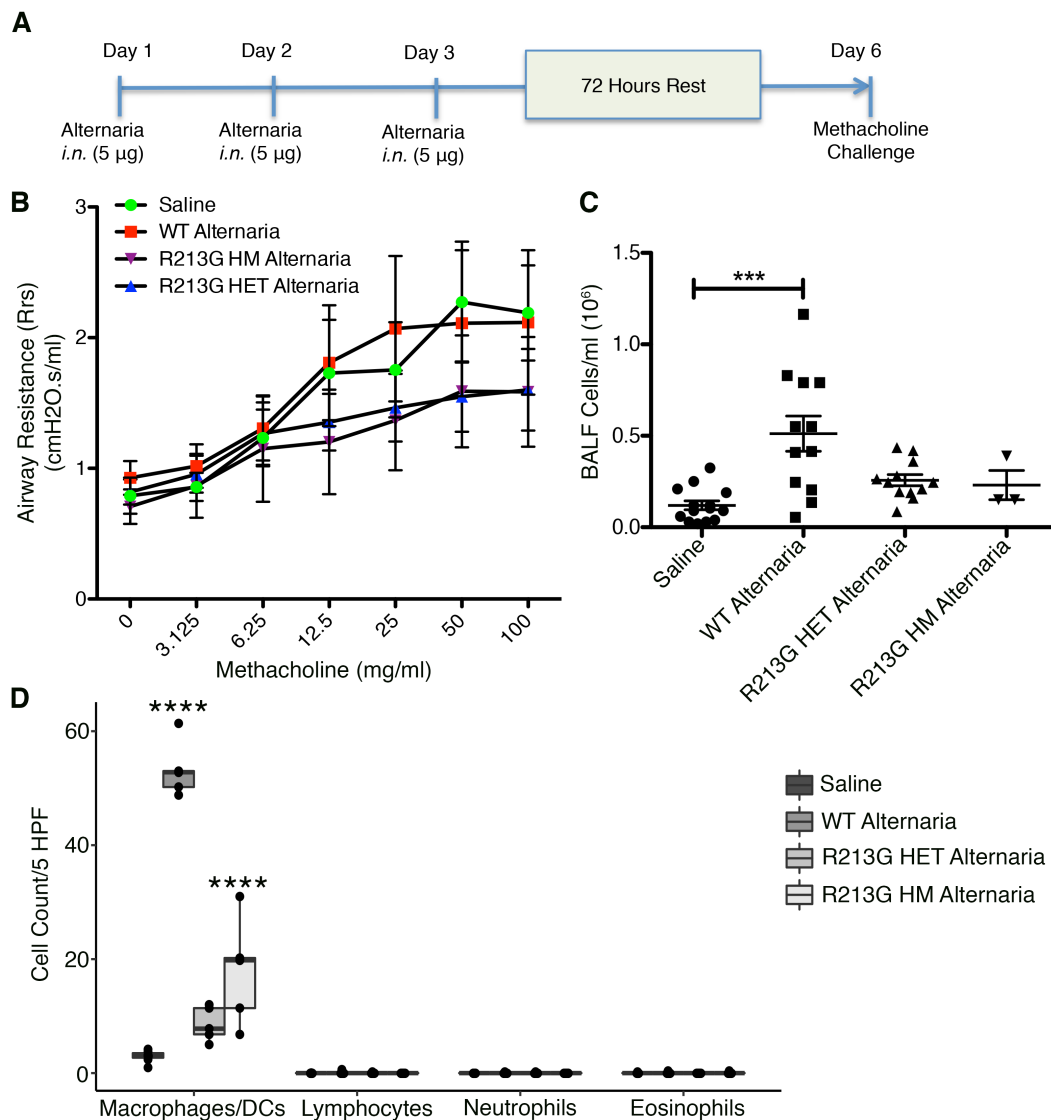 A
Day 1
Day 2
Day 3
72 Hours Rest
Day 6
Alternaria
i.n. (5 µg)
Alternaria
i.n. (5 µg)
Alternaria
i.n. (5 µg)
Methacholine
Challenge
B
Saline
WT Alternaria
R213G HM Alternaria
R213G HET Alternaria
Airway Resistance (Rrs)
(cmH2O.s/ml)
3
2
1
0
0
3.125
6.25
12.5
25
50
100
Methacholine (mg/ml)
C
BALF Cells/ml (10⁶)
1.5
1.0
0.5
0.0
***
Saline
WT Alternaria
R213G HET Alternaria
R213G HM Alternaria
D
Cell Count/5 HPF
60
40
20
0
****
****
Macrophages/DCs
Lymphocytes
Neutrophils
Eosinophils
Saline
WT Alternaria
R213G HET Alternaria
R213G HM Alternaria